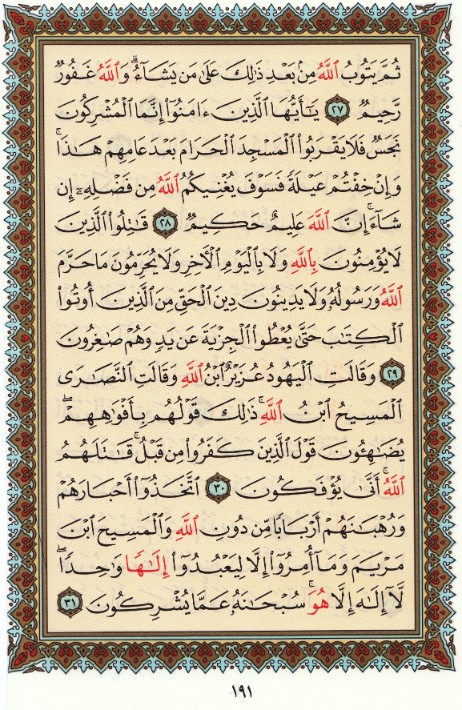 ثُمَّ يَتُوبُ ٱللَّهُ مِنۢ بَعْدِ ذَٰلِكَ عَلَىٰ مَن يَشَآءُۗ وَٱللَّهُ غَفُورٌ
رَّحِيمٌ ٢٧ يَـٰٓأَيُّهَا ٱلَّذِينَ ءَامَنُوٓا۟ إِنَّمَا ٱلْمُشْرِكُونَ
نَجَسٌ فَلَا يَقْرَبُوا۟ ٱلْمَسْجِدَ ٱلْحَرَامَ بَعْدَ عَامِهِمْ هَـٰذَاۚ
وَإِنْ خِفْتُمْ عَيْلَةً فَسَوْفَ يُغْنِيكُمُ ٱللَّهُ مِن فَضْلِهِۦٓ إِن
شَآءَۚ إِنَّ ٱللَّهَ عَلِيمٌ حَكِيمٌ ٢٨ قَـٰتِلُوا۟ ٱلَّذِينَ
لَا يُؤْمِنُونَ بِٱللَّهِ وَلَا بِٱلْيَوْمِ ٱلْـَٔاخِرِ وَلَا يُحَرِّمُونَ مَا حَرَّمَ
ٱللَّهُ وَرَسُولُهُۥ وَلَا يَدِينُونَ دِينَ ٱلْحَقِّ مِنَ ٱلَّذِينَ أُوتُوا۟
ٱلْكِتَـٰبَ حَتَّىٰ يُعْطُوا۟ ٱلْجِزْيَةَ عَن يَدٍ وَهُمْ صَـٰغِرُونَ
٢٩ وَقَالَتِ ٱلْيَهُودُ عُزَيْرٌ ٱبْنُ ٱللَّهِ وَقَالَتِ ٱلنَّصَـٰرَى
ٱلْمَسِيحُ ٱبْنُ ٱللَّهِۖ ذَٰلِكَ قَوْلُهُم بِأَفْوَٰهِهِمْۖ
يُضَـٰهِـُٔونَ قَوْلَ ٱلَّذِينَ كَفَرُوا۟ مِن قَبْلُۚ قَـٰتَلَهُمُ
ٱللَّهُۚ أَنَّىٰ يُؤْفَكُونَ ٣٠ ٱتَّخَذُوٓا۟ أَحْبَارَهُمْ
وَرُهْبَـٰنَهُمْ أَرْبَابًا مِّن دُونِ ٱللَّهِ وَٱلْمَسِيحَ ٱبْنَ
مَرْيَمَ وَمَآ أُمِرُوٓا۟ إِلَّا لِيَعْبُدُوٓا۟ إِلَـٰهًا وَٰحِدًاۖ
لَّآ إِلَـٰهَ إِلَّا هُوَۚ سُبْحَـٰنَهُۥ عَمَّا يُشْرِكُونَ ٣١
١٩١